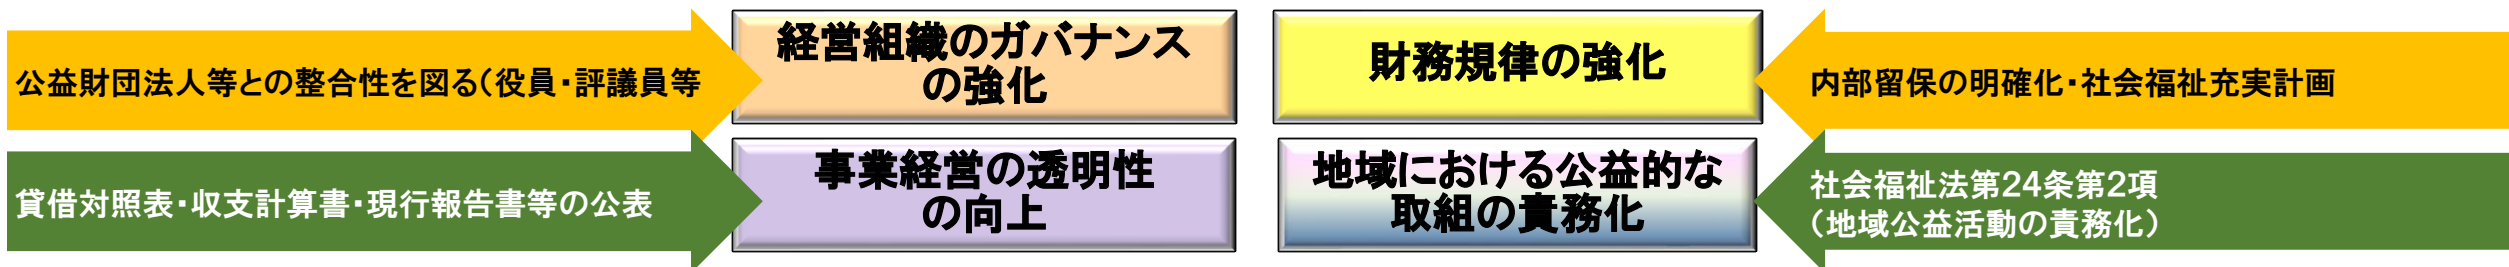 公益財団法人等との整合性を図る（役員・評議員等
経営組織のガバナンス
の強化
財務規律の強化
内部留保の明確化・社会福祉充実計画
貸借対照表・収支計算書・現行報告書等の公表
事業経営の透明性
の向上
地域における公益的な
取組の責務化
社会福祉法第24条第2項
（地域公益活動の責務化）